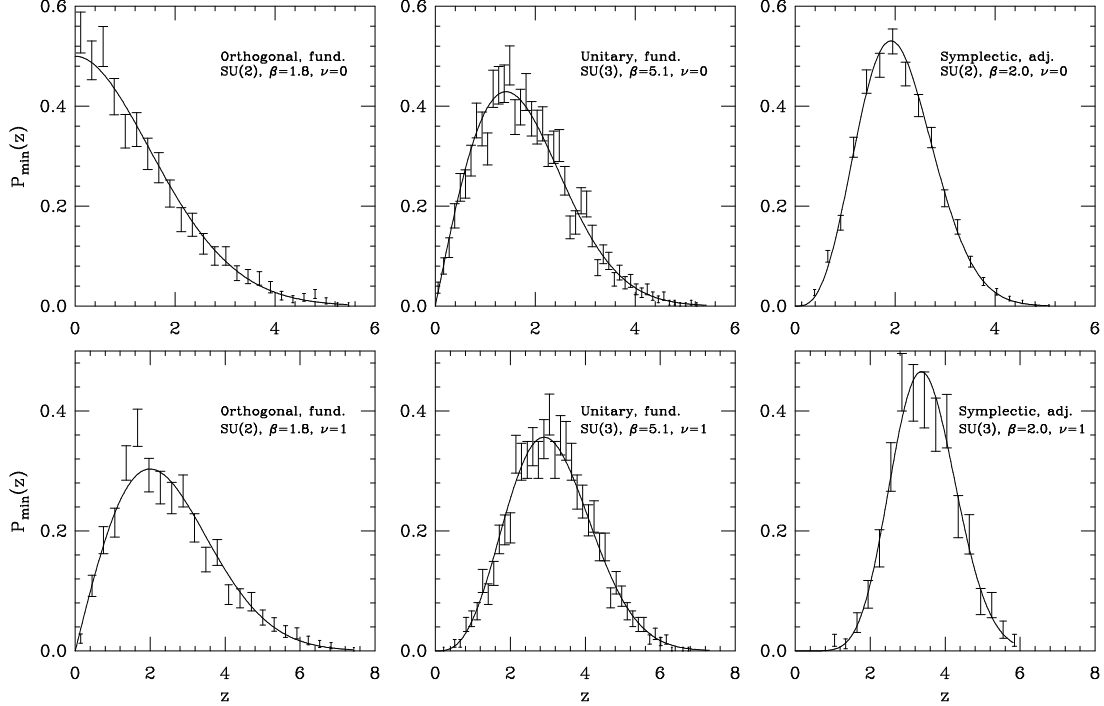 0.6
0.4
0.2
0.0
P_min(z)
Orthogonal, fund.
SU(2), β=1.8, ν=0
0 2 4 6
0.6
0.4
0.2
0.0
Unitary, fund.
SU(3), β=5.1, ν=0
0 2 4 6
0.6
0.4
0.2
0.0
Symplectic, adj.
SU(2), β=2.0, ν=0
0 2 4 6
0.4
0.2
0.0
P_min(z)
Orthogonal, fund.
SU(2), β=1.8, ν=1
0 2 4 6 8
z
0.4
0.2
0.0
Unitary, fund.
SU(3), β=5.1, ν=1
0 2 4 6 8
z
0.4
0.2
0.0
Symplectic, adj.
SU(3), β=2.0, ν=1
0 2 4 6 8
z